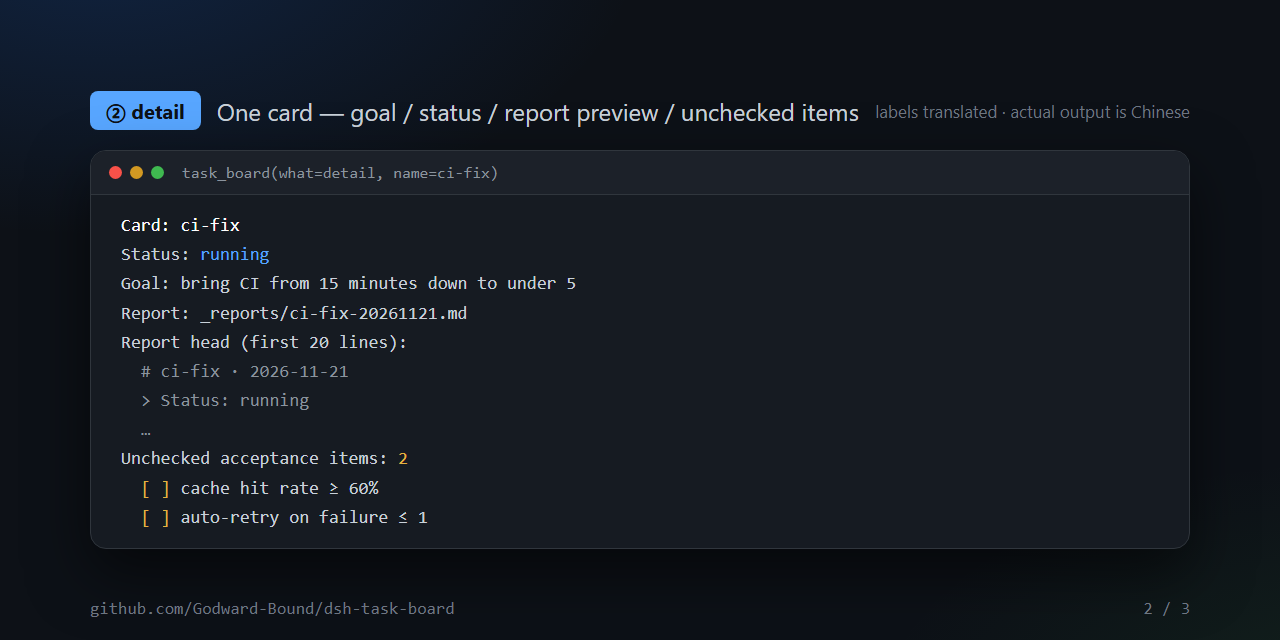 ② detail One card — goal / status / report preview / unchecked items labels translated · actual output is Chinese
task_board(what=detail, name=ci-fix)
Card: ci-fix
Status: running
Goal: bring CI from 15 minutes down to under 5
Report: _reports/ci-fix-20261121.md
Report head (first 20 lines):
# ci-fix · 2026-11-21
> Status: running
…
Unchecked acceptance items: 2
[ ] cache hit rate ≥ 60%
[ ] auto-retry on failure ≤ 1
github.com/Godward-Bound/dsh-task-board 2 / 3